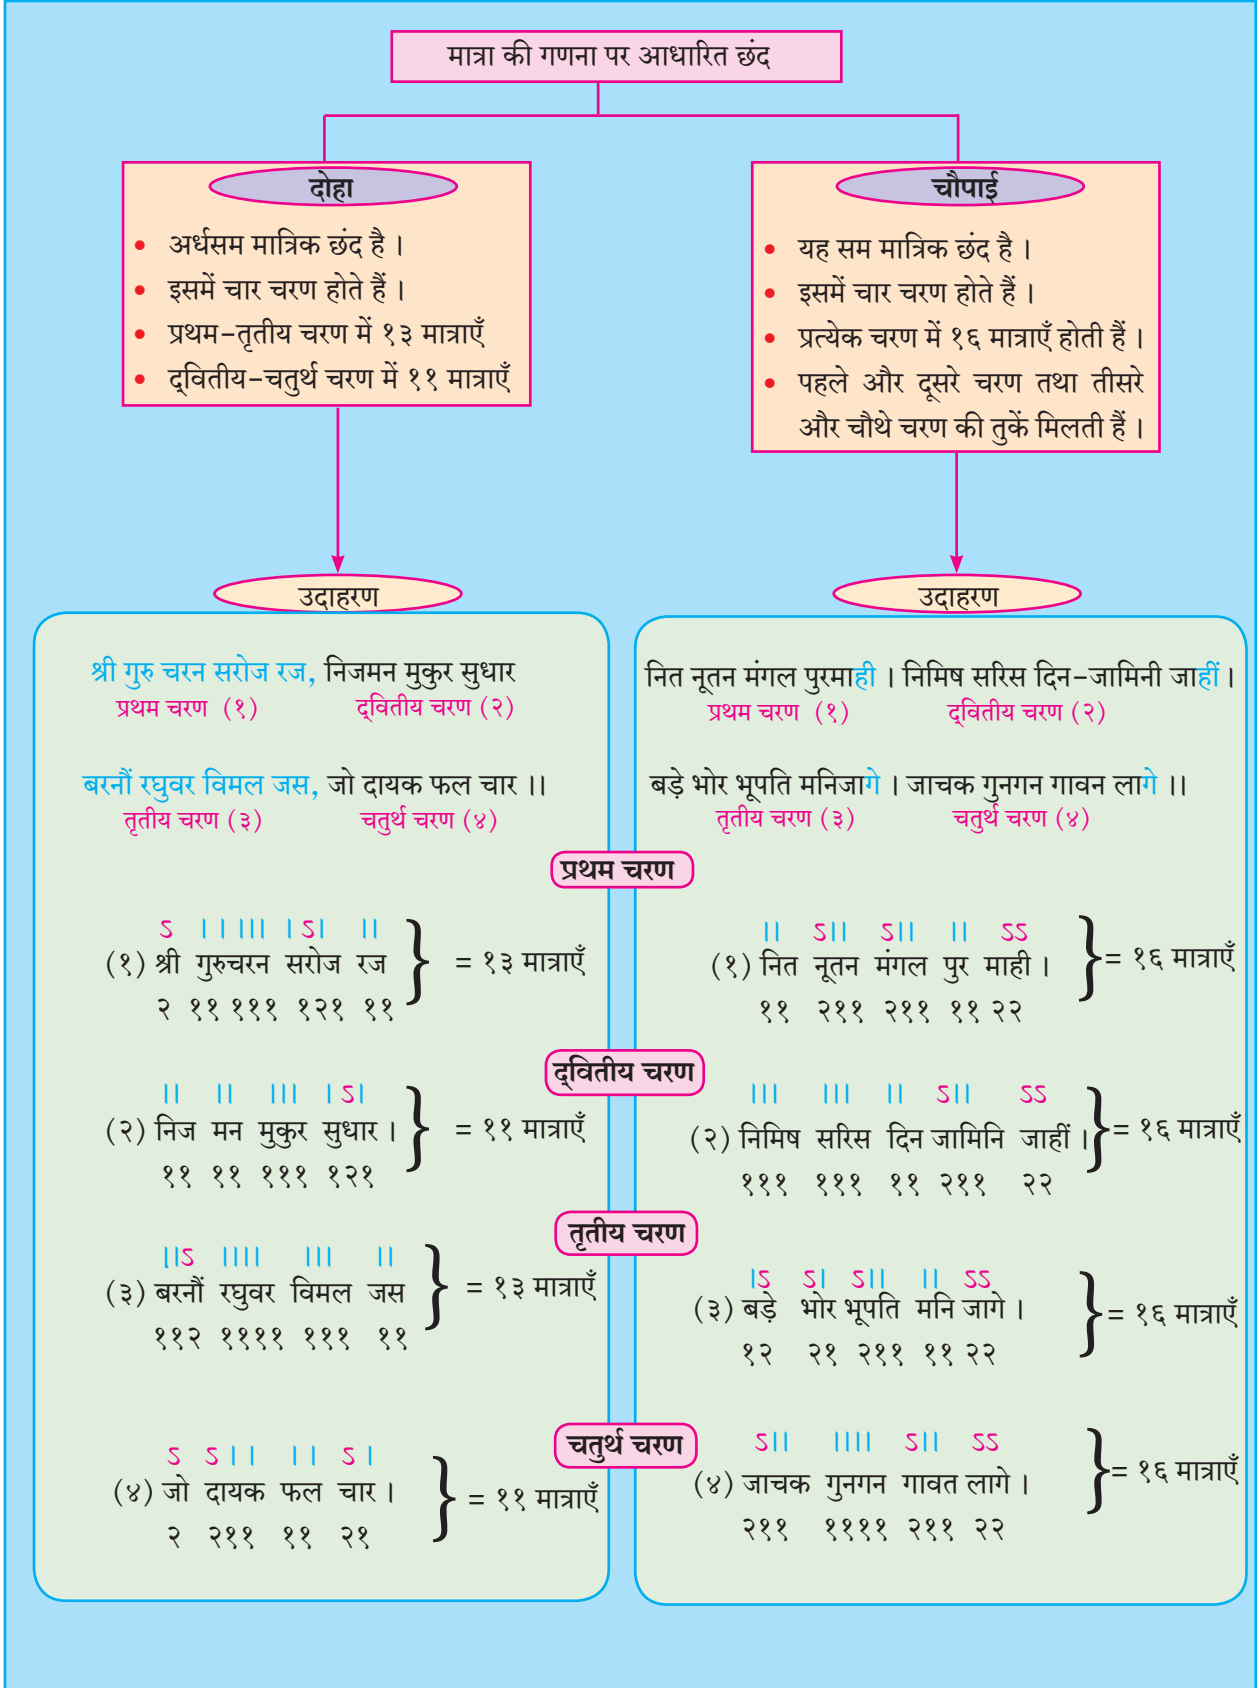 मात्रा की गणना पर आधारित छंद
दोहा
• अर्धसम मात्रिक छंद है ।
• इसमें चार चरण होते हैं ।
• प्रथम-तृतीय चरण में १३ मात्राएँ
• द्‌वितीय-चतुर्थ चरण में ११ मात्राएँ
चौपाई
• यह सम मात्रिक छंद है ।
• इसमें चार चरण होते हैं ।
• प्रत्येक चरण में १६ मात्राएँ होती हैं ।
• पहले और दूसरे चरण तथा तीसरे
और चौथे चरण की तुकें मिलती हैं ।
उदाहरण
श्री गुरु चरन सरोज रज, निजमन मुकुर सुधार
प्रथम चरण (१) द्‌वितीय चरण (२)
बरनौं रघुवर विमल जस, जो दायक फल चार ।।
तृतीय चरण (३) चतुर्थ चरण (४)
उदाहरण
नित नूतन मंगल पुरमाही । निमिष सरिस दिन-जामिनी जाहीं ।
प्रथम चरण (१) द्‌वितीय चरण (२)
बड़े भोर भूपति मनिजागे । जाचक गुनगन गावन लागे ।।
तृतीय चरण (३) चतुर्थ चरण (४)
प्रथम चरण
ऽ ।। ।।। ।ऽ। ।।
(१) श्री गुरुचरन सरोज रज = १३ मात्राएँ
२ ११ १११ १२१ ११
।। ऽ।। ऽ।। ।। ऽऽ
(१) नित नूतन मंगल पुर माही । = १६ मात्राएँ
११ २११ २११ ११ २२
द्‌वितीय चरण
।। ।। ।।। ।ऽ।
(२) निज मन मुकुर सुधार । = ११ मात्राएँ
११ ११ १११ १२१
।।। ।।। ।। ऽ।। ऽऽ
(२) निमिष सरिस दिन जामिनि जाहीं । = १६ मात्राएँ
१११ १११ ११ २११ २२
तृतीय चरण
।।ऽ ।।।। ।।। ।।
(३) बरनौं रघुवर विमल जस = १३ मात्राएँ
११२ ११११ १११ ११
।ऽ ऽ। ऽ।। ।। ऽऽ
(३) बड़े भोर भूपति मनि जागे । = १६ मात्राएँ
१२ २१ २११ ११ २२
चतुर्थ चरण
ऽ ऽ।। ।। ऽ।
(४) जो दायक फल चार । = ११ मात्राएँ
२ २११ ११ २१
ऽ।। ।।।। ऽ।। ऽऽ
(४) जाचक गुनगन गावत लागे । = १६ मात्राएँ
२११ ११११ २११ २२